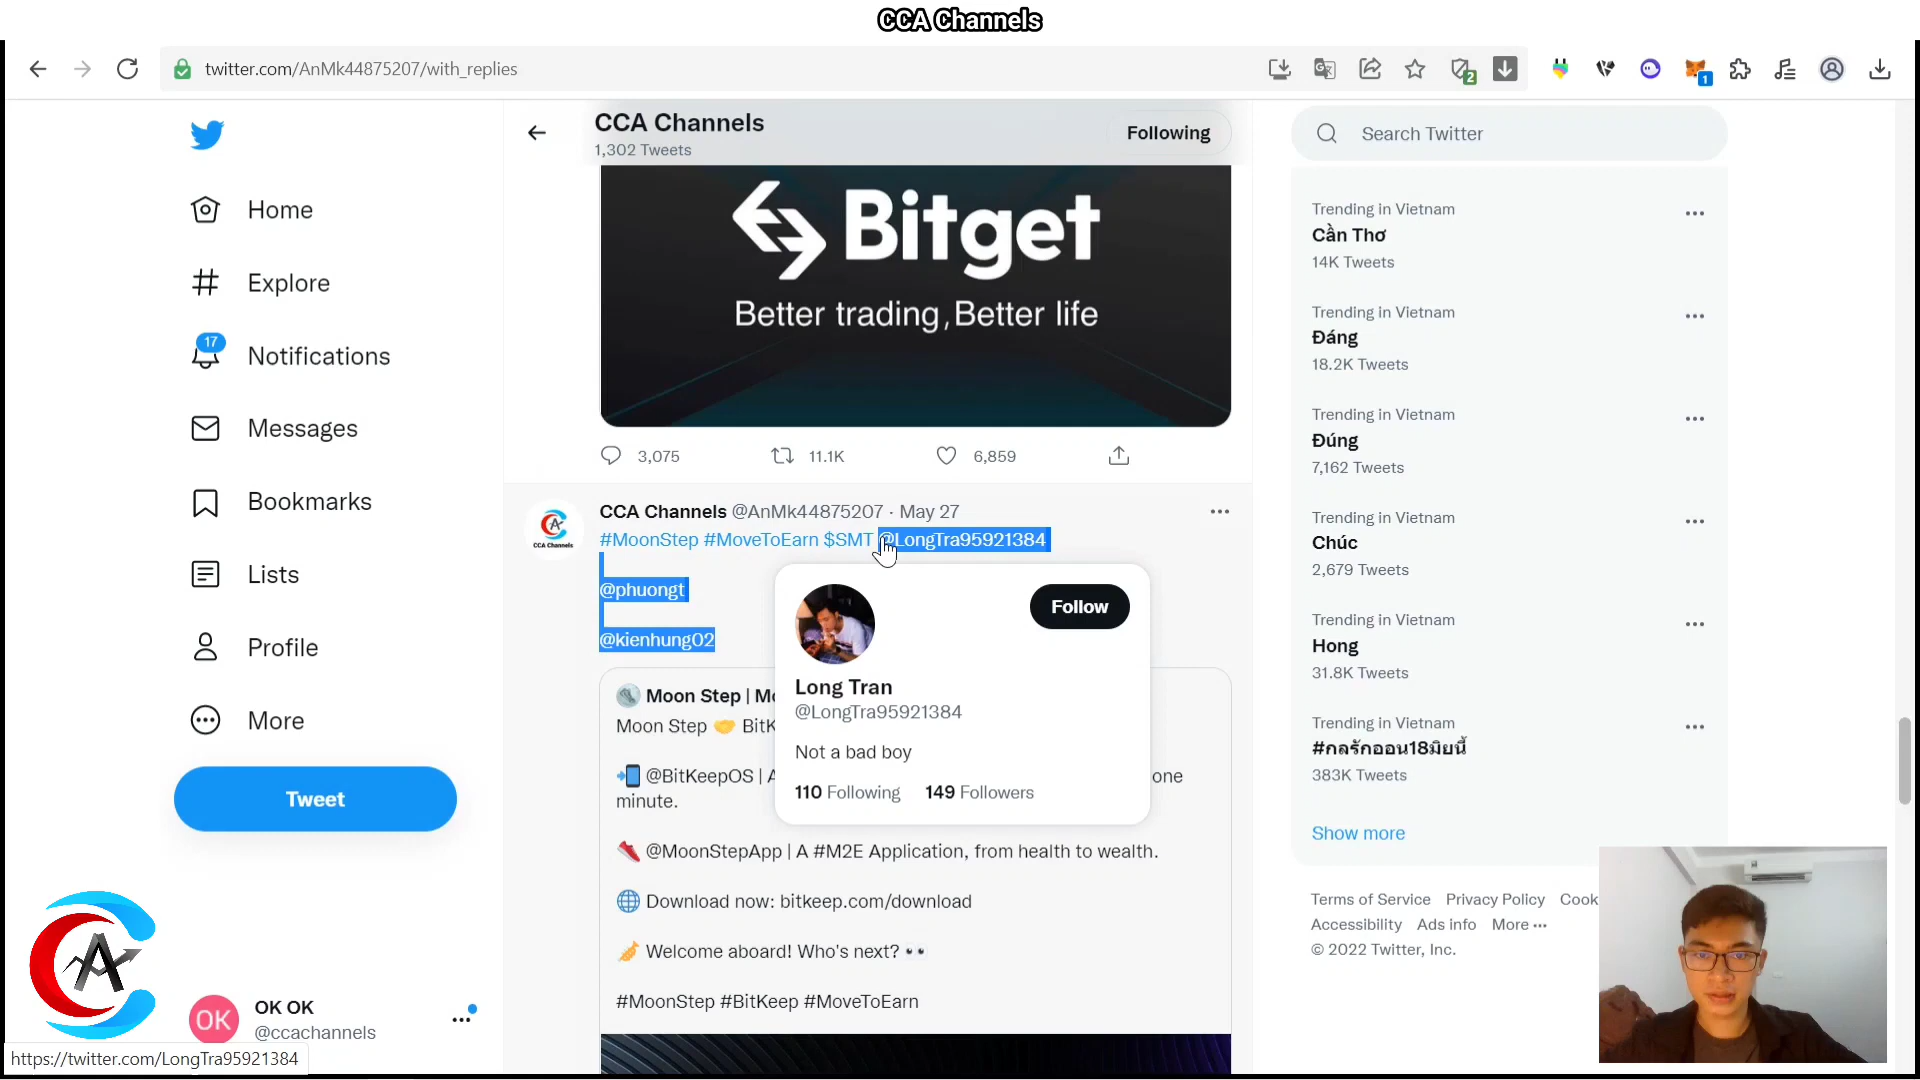 CCA Channels
twitter.com/AnMk44875207/with_replies
2
1
CCA Channels
1,302 Tweets
Following
Search Twitter
Home
Explore
17
Notifications
Messages
Bookmarks
Lists
Profile
More
Tweet
OK
OK OK
@ccachannels
https://twitter.com/LongTra95921384
Bitget
Better trading, Better life
3,075
11.1K
6,859
CCA Channels @AnMk44875207 · May 27
#MoonStep #MoveToEarn $SMT @LongTra95921384
@phuongt
@kienhung02
CCA Channels
Follow
Long Tran
@LongTra95921384
Not a bad boy
110 Following 149 Followers
Moon Step |
Moon Step 🤝
📲 @BitKeepOS | one
minute.
👟 @MoonStepApp | A #M2E Application, from health to wealth.
🌐 Download now: bitkeep.com/download
🎺 Welcome aboard! Who's next? 👀
#MoonStep #BitKeep #MoveToEarn
Trending in Vietnam
Cần Thơ
14K Tweets
Trending in Vietnam
Đáng
18.2K Tweets
Trending in Vietnam
Đúng
7,162 Tweets
Trending in Vietnam
Chúc
2,679 Tweets
Trending in Vietnam
Hong
31.8K Tweets
Trending in Vietnam
#กลรักออน18มิยนี้
383K Tweets
Show more
Terms of Service Privacy Policy Cook
Accessibility Ads info More ···
© 2022 Twitter, Inc.